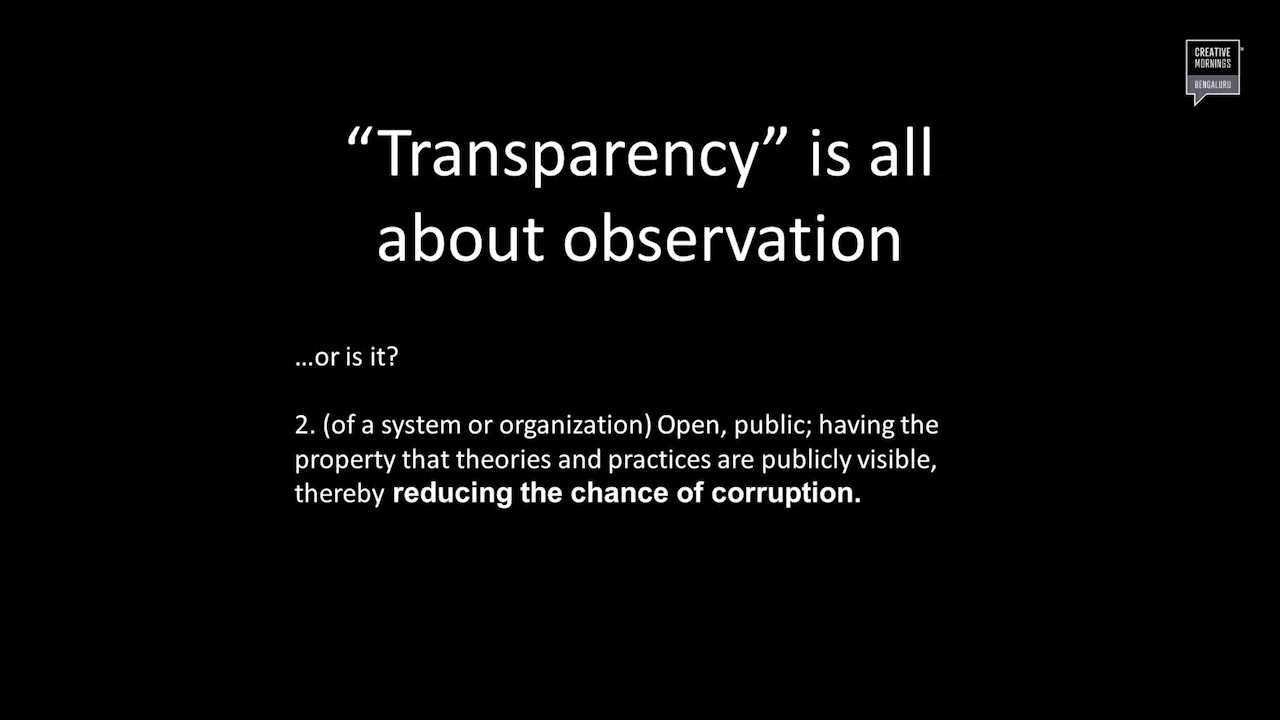 CREATIVE
MORNINGS
BENGALURU
“Transparency” is all
about observation
...or is it?
2. (of a system or organization) Open, public; having the
property that theories and practices are publicly visible,
thereby reducing the chance of corruption.